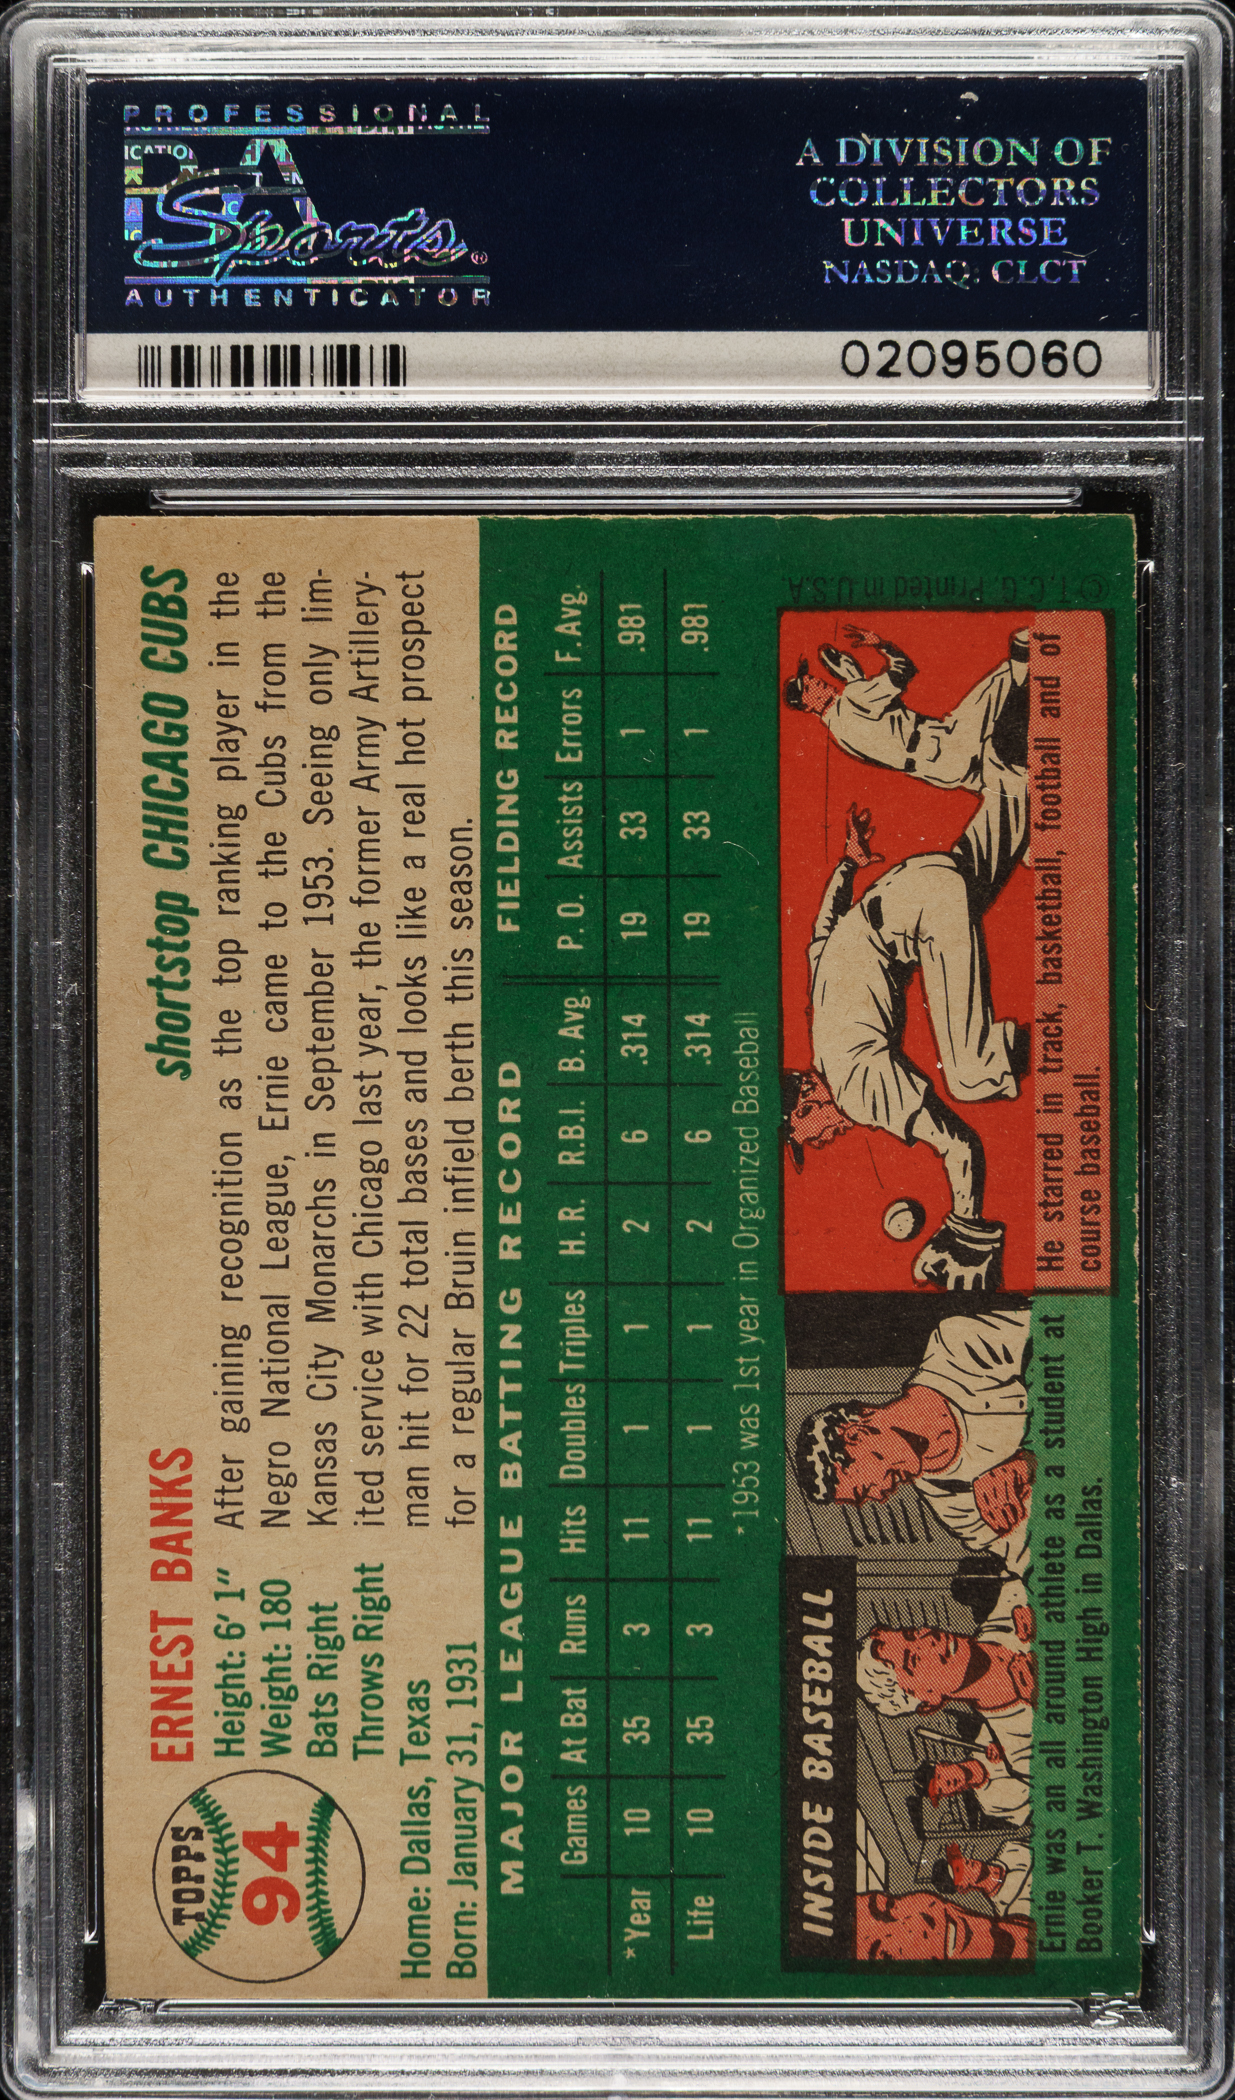 PROFESSIONAL
PSA
Sports®
AUTHENTICATOR
A DIVISION OF
COLLECTORS
UNIVERSE
NASDAQ: CLCT
02095060
TOPPS
94
ERNEST BANKS
shortstop CHICAGO CUBS
Height: 6' 1"
Weight: 180
Bats Right
Throws Right
Home: Dallas, Texas
Born: January 31, 1931
After gaining recognition as the top ranking player in the
Negro National League, Ernie came to the Cubs from the
Kansas City Monarchs in September 1953. Seeing only lim-
ited service with Chicago last year, the former Army Artillery-
man hit for 22 total bases and looks like a real hot prospect
for a regular Bruin infield berth this season.
MAJOR LEAGUE BATTING RECORD FIELDING RECORD
Games At Bat Runs Hits Doubles Triples H. R. R.B.I. B. Avg. P. O. Assists Errors F. Avg.
*Year 10 35 3 11 1 1 2 6 .314 19 33 1 .981
Life 10 35 3 11 1 1 2 6 .314 19 33 1 .981
*1953 was 1st year in Organized Baseball
INSIDE BASEBALL
Ernie was an all around athlete as a student at
Booker T. Washington High in Dallas.
He starred in track, basketball, football and of
course baseball.
© T. C. G. Printed in U.S.A.